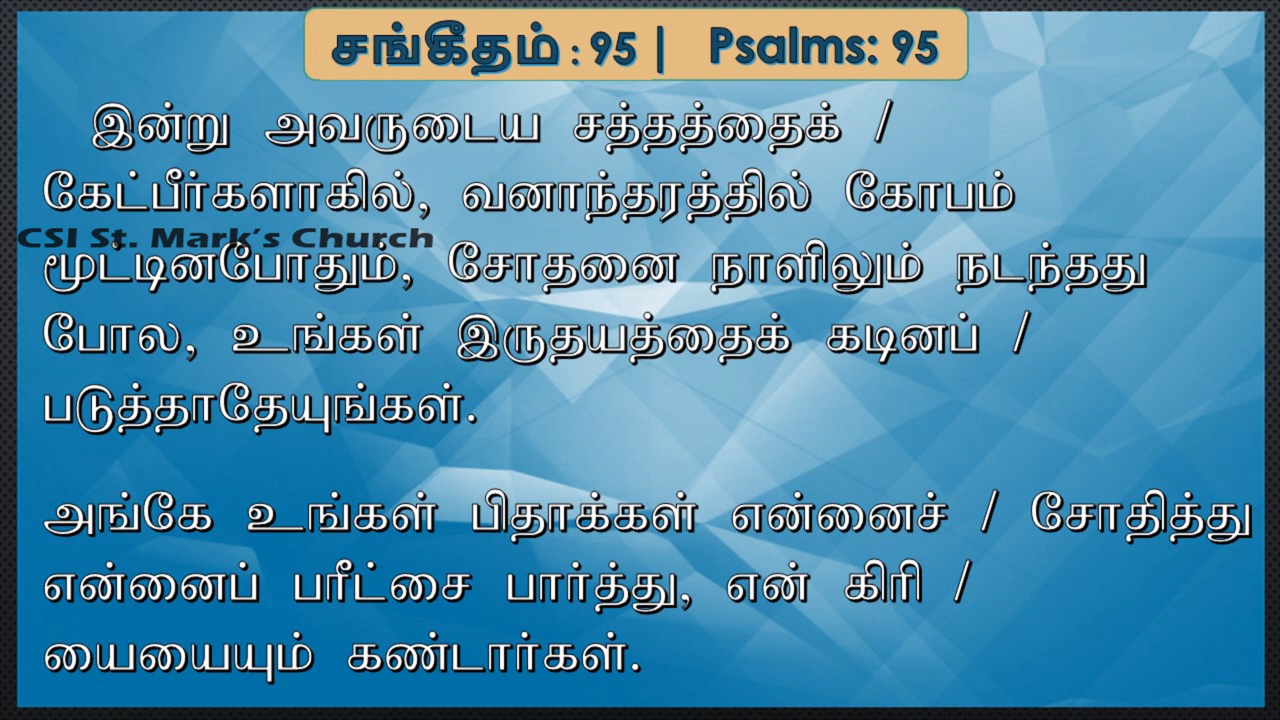 சங்கீதம் : 95 | Psalms: 95
இன்று அவருடைய சத்தத்தைக் /
கேட்பீர்களாகில், வனாந்தரத்தில் கோபம்
CSI St. Mark's Church
மூட்டினபோதும், சோதனை நாளிலும் நடந்தது
போல, உங்கள் இருதயத்தைக் கடினப் /
படுத்தாதேயுங்கள்.
அங்கே உங்கள் பிதாக்கள் என்னைச் / சோதித்து
என்னைப் பரீட்சை பார்த்து, என் கிரி /
யையையும் கண்டார்கள்.